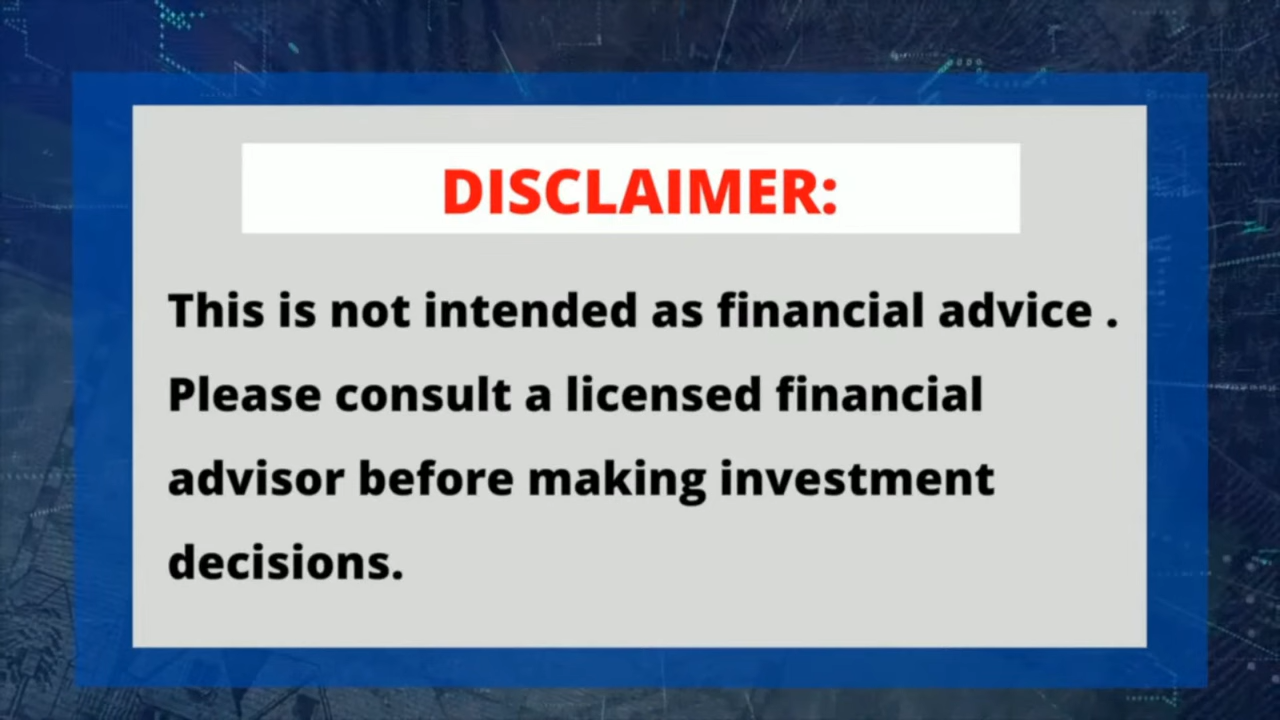 DISCLAIMER:
This is not intended as financial advice .
Please consult a licensed financial
advisor before making investment
decisions.